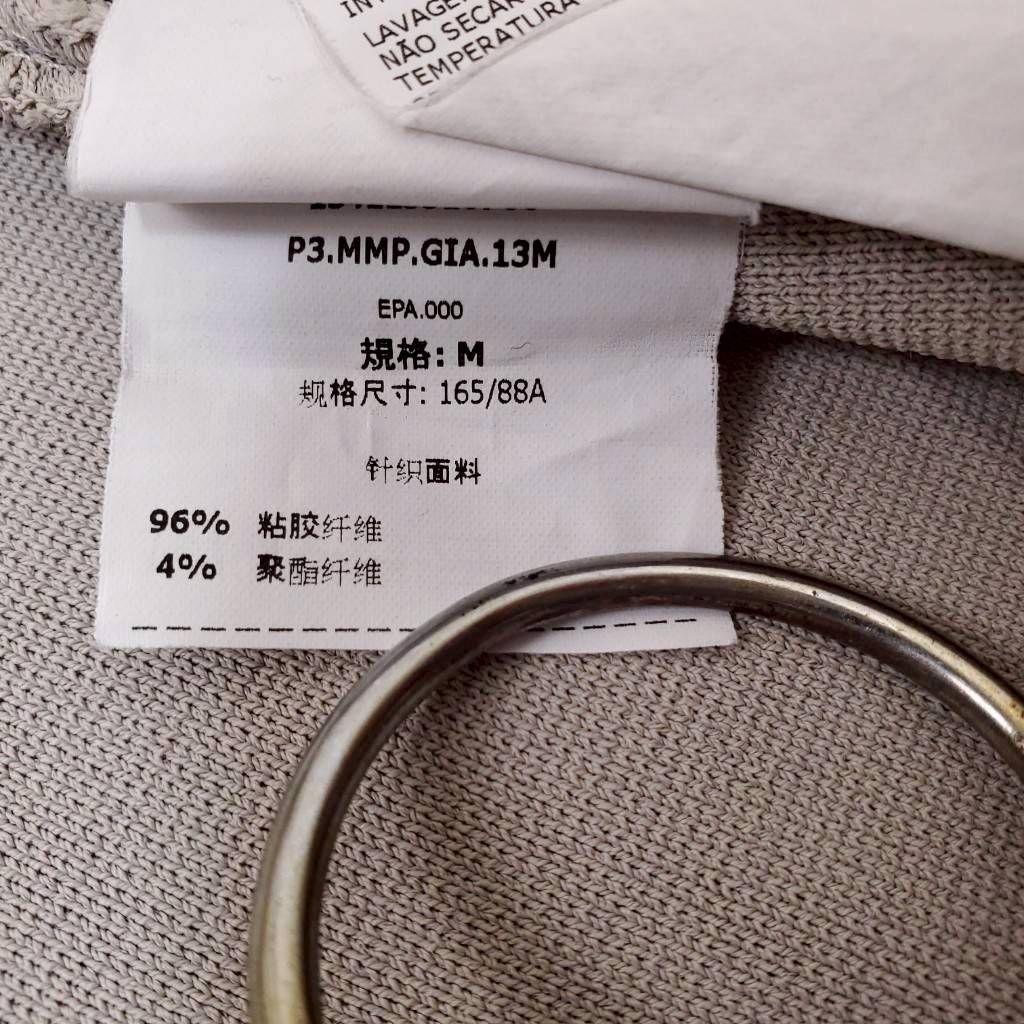 LAVAGE
NÃO SECAR
TEMPERATURA
P3.MMP.GIA.13M
EPA.000
規格: M
规格尺寸: 165/88A
针织面料
96% 粘胶纤维
4% 聚酯纤维